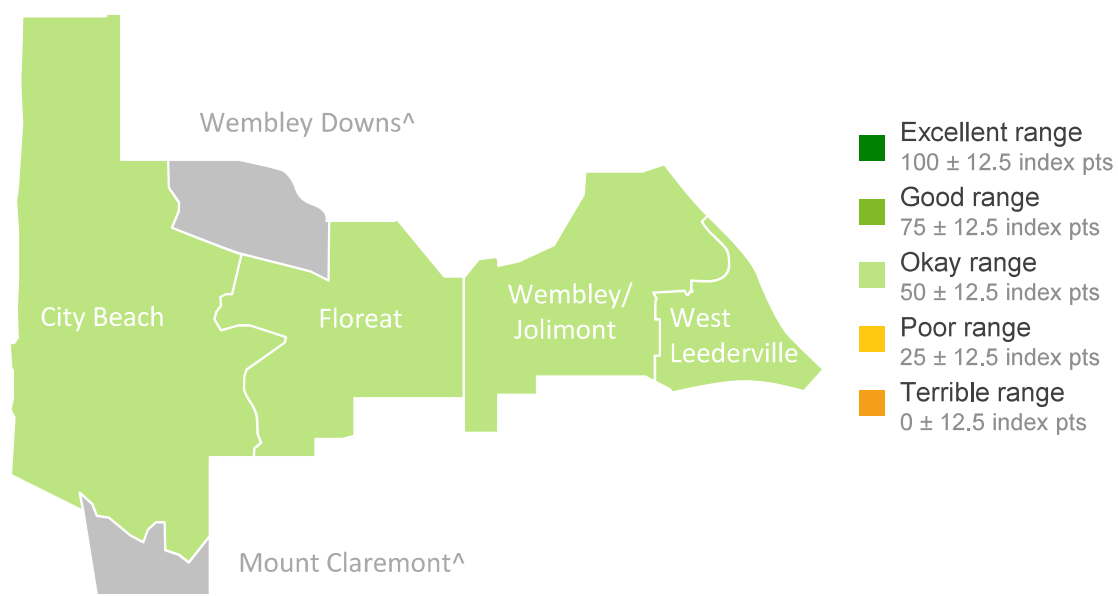 Wembley Downs^
City Beach
Floreat
Wembley/
Jolimont
West
Leederville
Mount Claremont^
Excellent range
100 ± 12.5 index pts
Good range
75 ± 12.5 index pts
Okay range
50 ± 12.5 index pts
Poor range
25 ± 12.5 index pts
Terrible range
0 ± 12.5 index pts